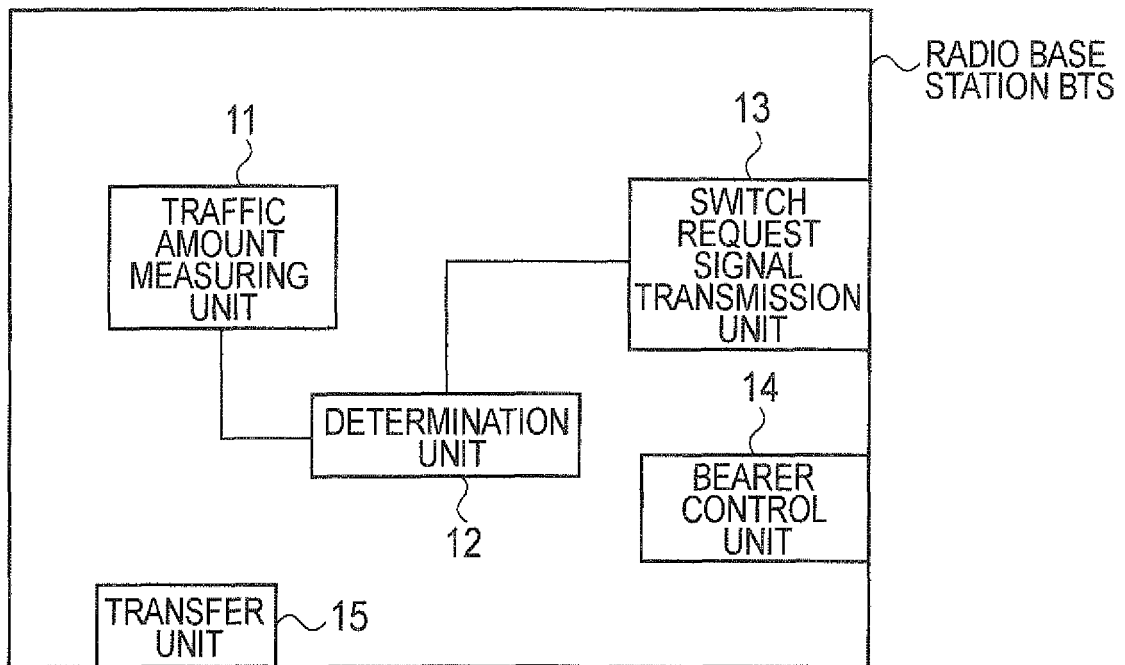 RADIO BASE
STATION BTS
11
TRAFFIC
AMOUNT
MEASURING
UNIT
13
SWITCH
REQUEST
SIGNAL
TRANSMISSION
UNIT
DETERMINATION
UNIT
12
14
BEARER
CONTROL
UNIT
TRANSFER
UNIT
15